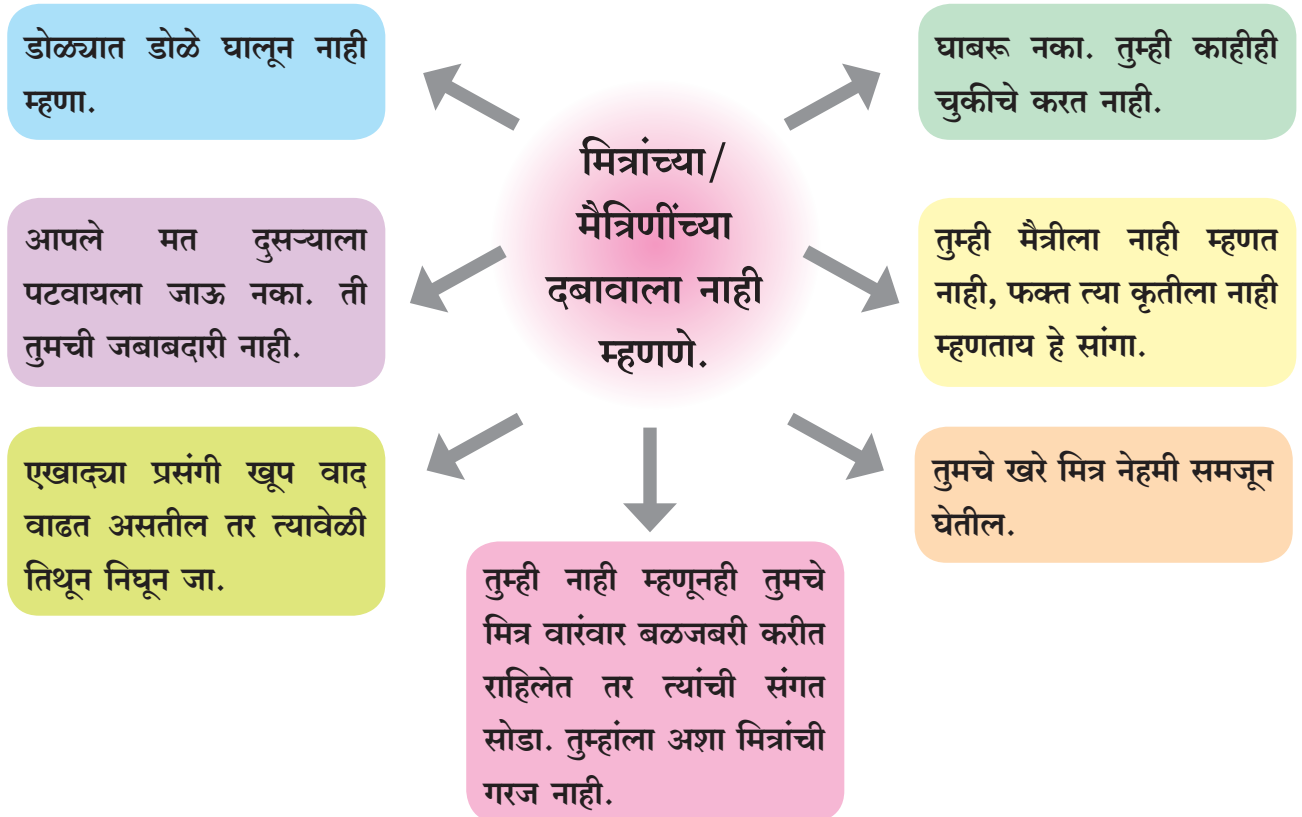 मित्रांच्या/
मैत्रिणींच्या
दबावाला नाही
म्हणणे.
डोळ्यात डोळे घालून नाही
म्हणा.
आपले मत दुसऱ्याला
पटवायला जाऊ नका. ती
तुमची जबाबदारी नाही.
एखाद्या प्रसंगी खूप वाद
वाढत असतील तर त्यावेळी
तिथून निघून जा.
तुम्ही नाही म्हणूनही तुमचे
मित्र वारंवार बळजबरी करीत
राहिलेत तर त्यांची संगत
सोडा. तुम्हांला अशा मित्रांची
गरज नाही.
घाबरू नका. तुम्ही काहीही
चुकीचे करत नाही.
तुम्ही मैत्रीला नाही म्हणत
नाही, फक्त त्या कृतीला नाही
म्हणताय हे सांगा.
तुमचे खरे मित्र नेहमी समजून
घेतील.